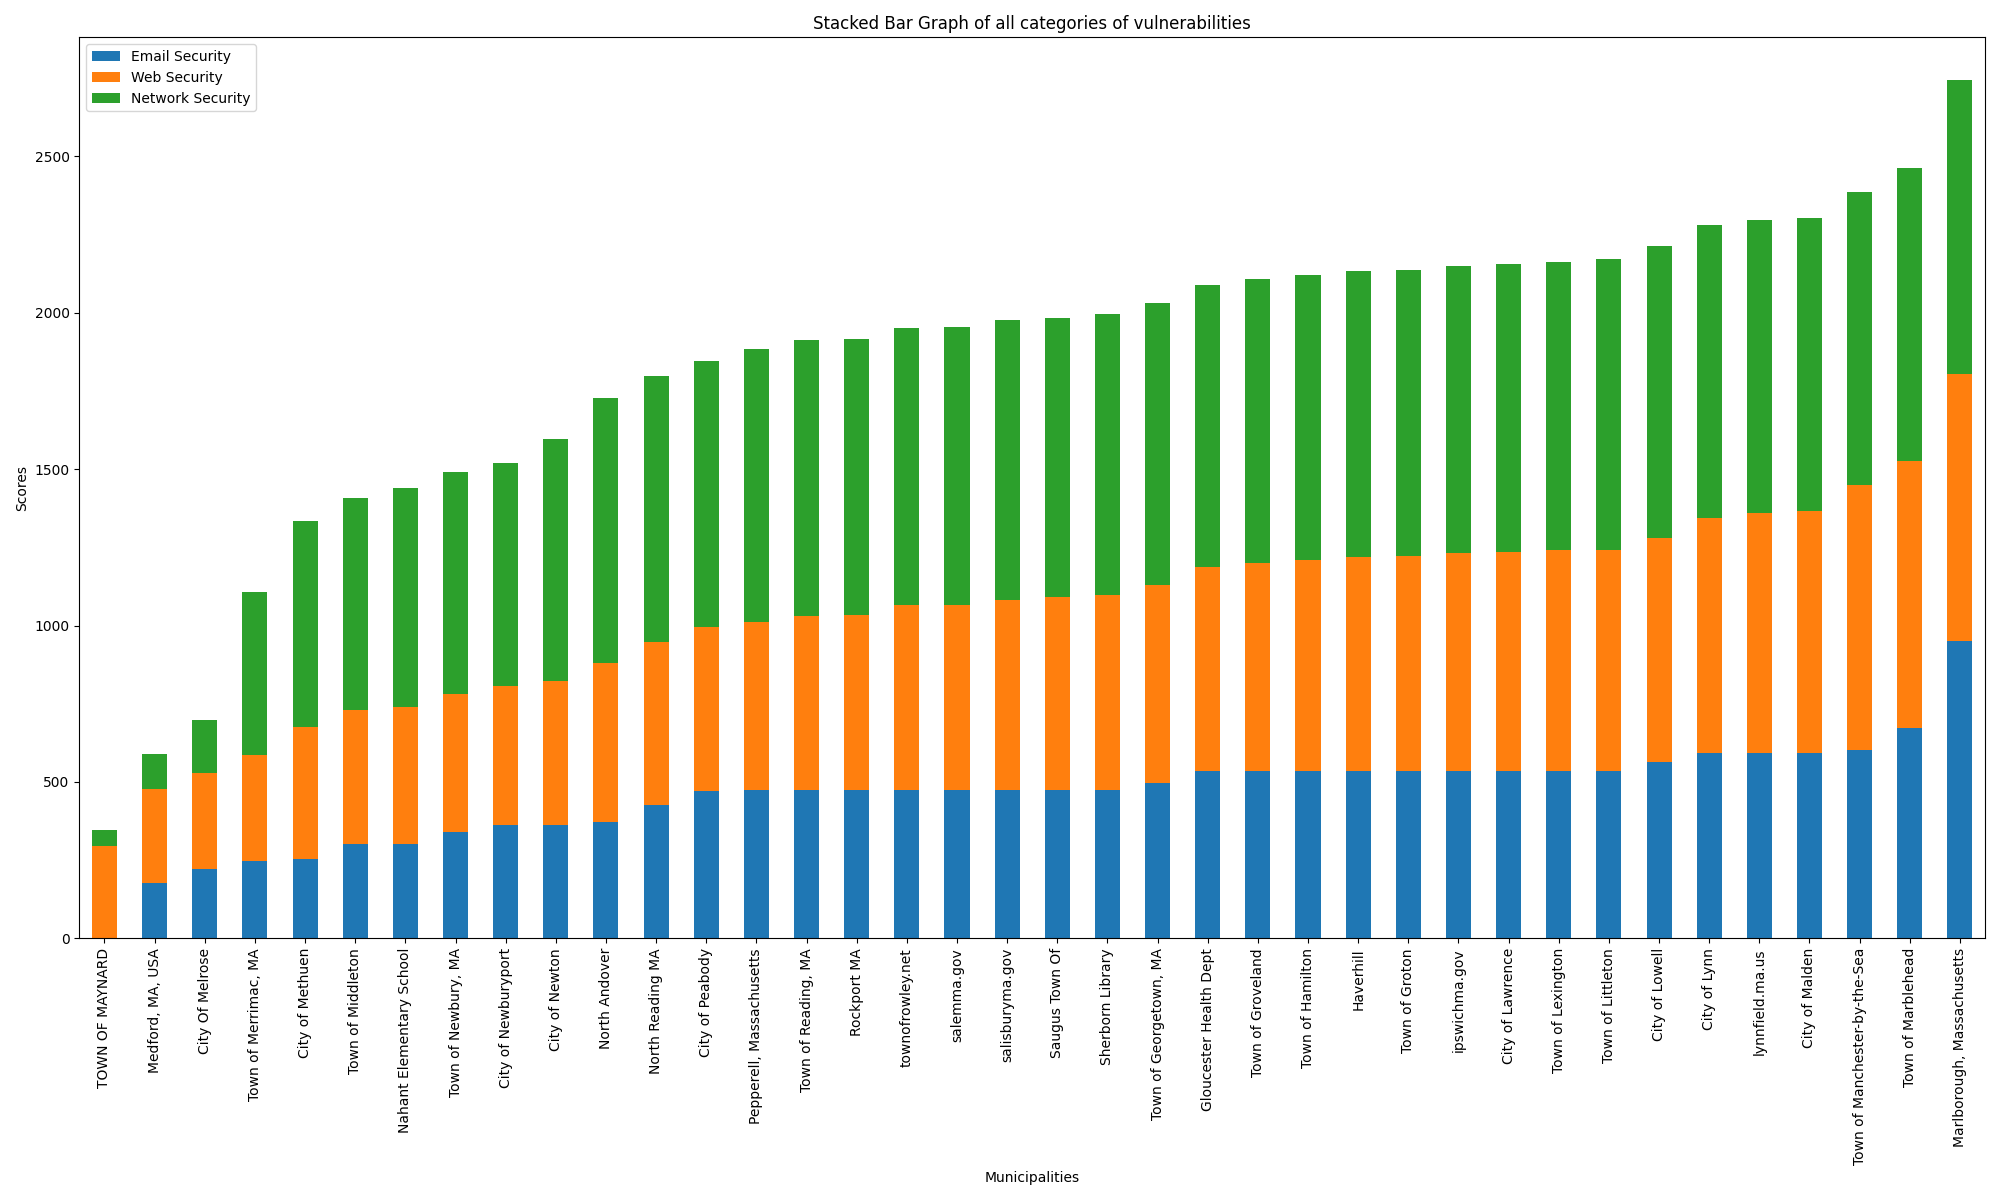 Stacked Bar Graph of all categories of vulnerabilities
Email Security
Web Security
Network Security
Scores
2500
2000
1500
1000
500
0
TOWN OF MAYNARD
Medford, MA, USA
City Of Melrose
Town of Merrimac, MA
City of Methuen
Town of Middleton
Nahant Elementary School
Town of Newbury, MA
City of Newburyport
City of Newton
North Andover
North Reading MA
City of Peabody
Pepperell, Massachusetts
Town of Reading, MA
Rockport MA
townofrowley.net
salemma.gov
salisburyma.gov
Saugus Town Of
Sherborn Library
Town of Georgetown, MA
Gloucester Health Dept
Town of Groveland
Town of Hamilton
Haverhill
Town of Groton
ipswichma.gov
City of Lawrence
Town of Lexington
Town of Littleton
City of Lowell
City of Lynn
lynnfield.ma.us
City of Malden
Town of Manchester-by-the-Sea
Town of Marblehead
Marlborough, Massachusetts
Municipalities